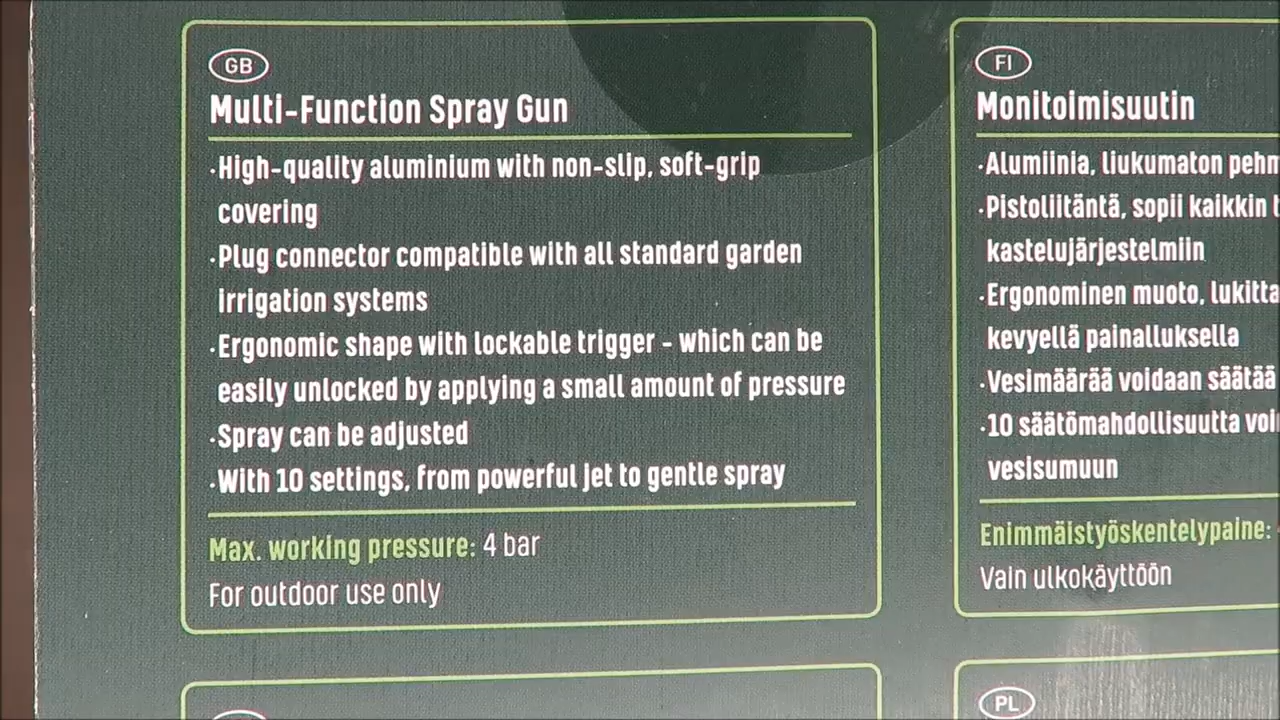 GB
Multi-Function Spray Gun
·High-quality aluminium with non-slip, soft-grip
covering
·Plug connector compatible with all standard garden
irrigation systems
·Ergonomic shape with lockable trigger - which can be
easily unlocked by applying a small amount of pressure
·Spray can be adjusted
·With 10 settings, from powerful jet to gentle spray
Max. working pressure: 4 bar
For outdoor use only
FI
Monitoimisuutin
·Alumiinia, liukumaton
·Pistoliitäntä, sopii kaikkiin
kastelujärjestelmiin
·Ergonominen muoto,
kevyellä painalluksella
·Vesimäärää voidaan säätää
·10 säätömahdollisuutta
vesisumuun
Enimmäistyöskentelypaine:
Vain ulkokäyttöön
PL